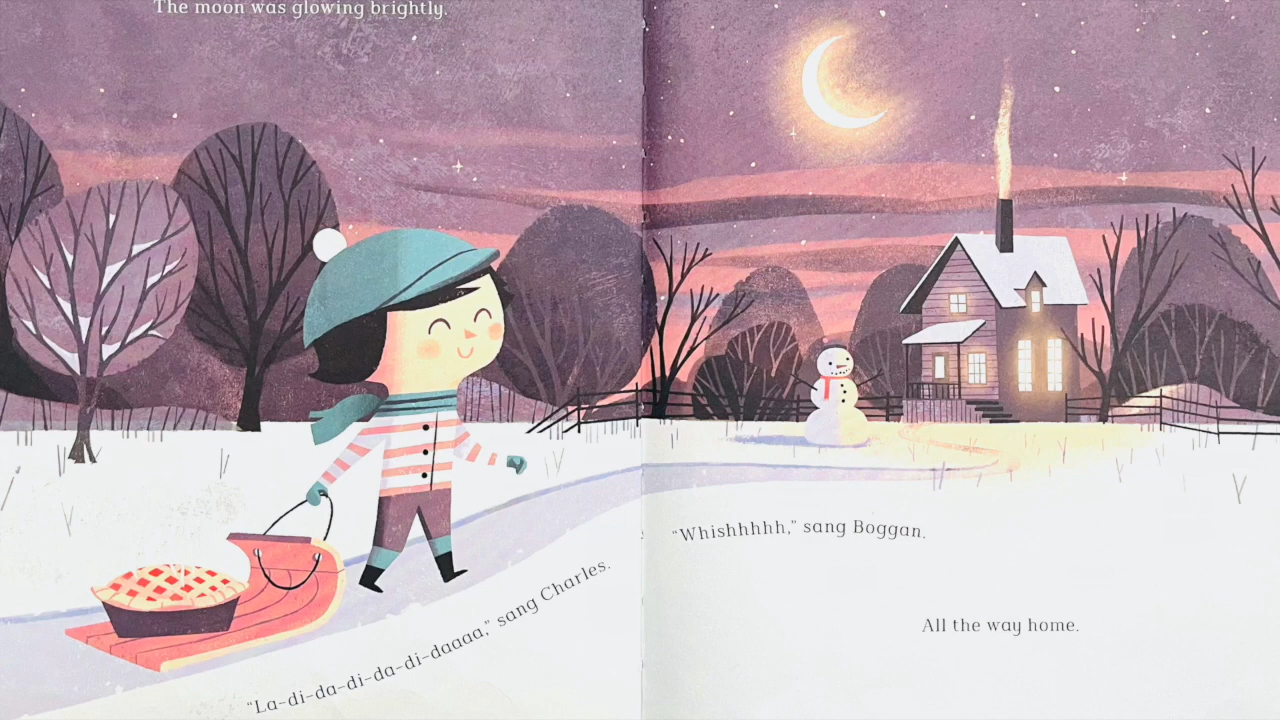 The moon was glowing brightly.
“La-di-da-di-da-di-daaaa,” sang Charles.
“Whishhhhh,” sang Boggan.
All the way home.